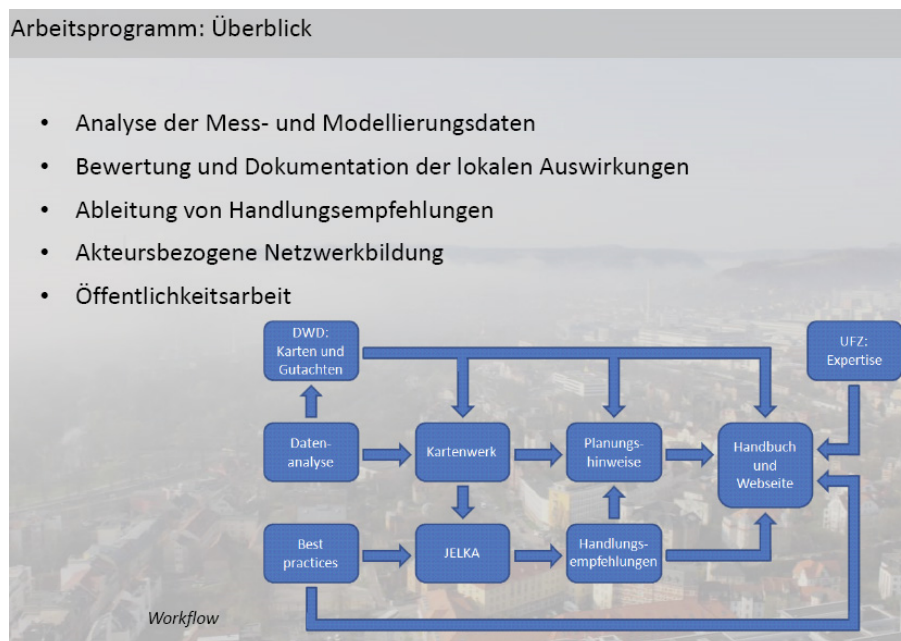 Arbeitsprogramm: Überblick
• Analyse der Mess- und Modellierungsdaten
• Bewertung und Dokumentation der lokalen Auswirkungen
• Ableitung von Handlungsempfehlungen
• Akteursbezogene Netzwerkbildung
• Öffentlichkeitsarbeit
DWD:
Karten und
Gutachten
UFZ:
Expertise
Daten-
analyse
Kartenwerk
Planungs-
hinweise
Handbuch
und
Webseite
Best
practices
JELKA
Handlungs-
empfehlungen
Workflow